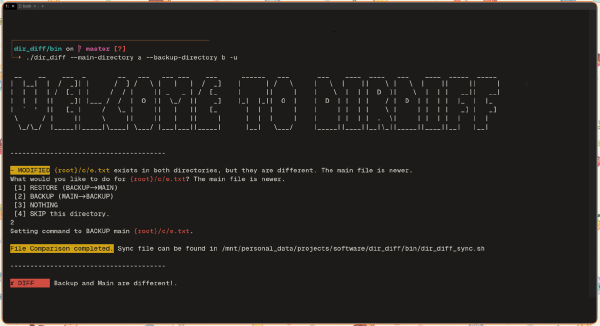 dir_diff/bin on master [?]
./dir_diff --main-directory a --backup-directory b -u
WELCOME TO DIR DIFF
- MODIFIED {root}/c/e.txt exists in both directories, but they are different. The main file is newer.
What would you like to do for {root}/c/e.txt? The main file is newer.
[1] RESTORE (BACKUP→MAIN)
[2] BACKUP (MAIN→BACKUP)
[3] NOTHING
[4] SKIP this directory.
2
Setting command to BACKUP main {root}/c/e.txt.
File Comparison completed. Sync file can be found in /mnt/personal_data/projects/software/dir_diff/bin/dir_diff_sync.sh
DIFF Backup and Main are different!.